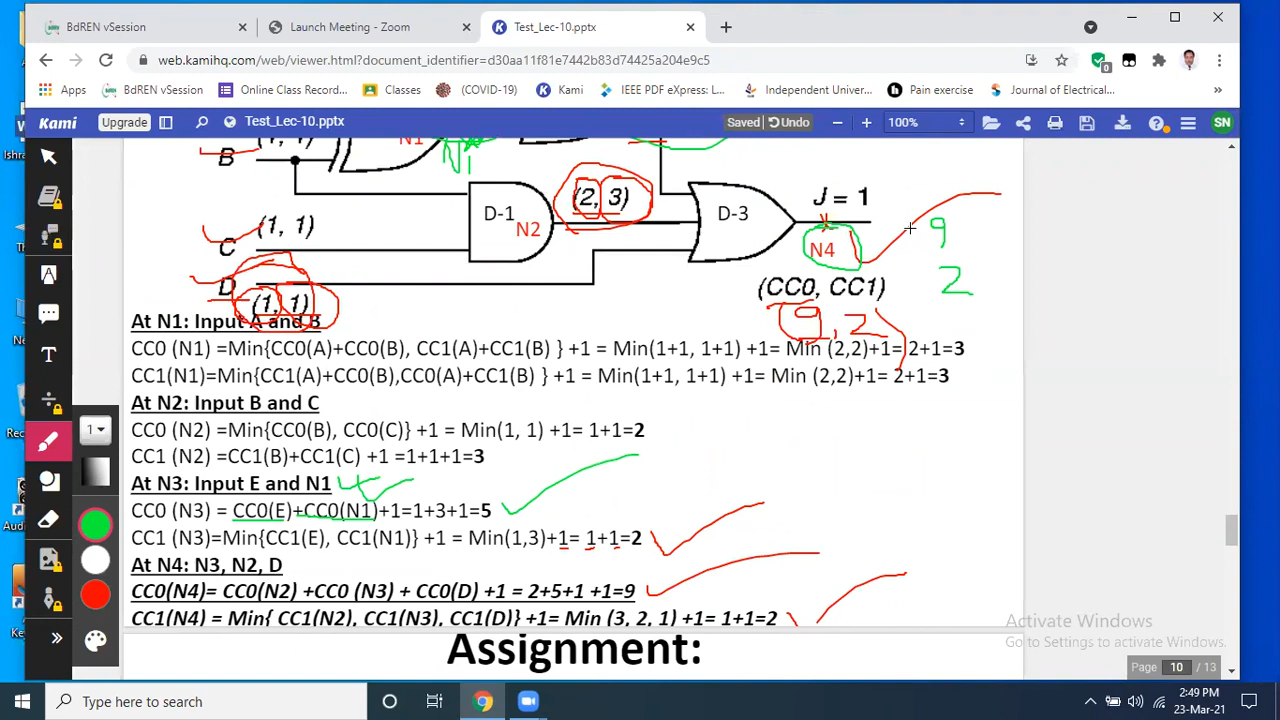 BdREN vSession
Launch Meeting - Zoom
Test_Lec-10.pptx
web.kamihq.com/web/viewer.html?document_identifier=d30aa11f81e7442b83d74425a204e9c5
Apps
BdREN vSession
Online Class Record...
Classes
(COVID-19)
Kami
IEEE PDF eXpress: L...
Independent Univer...
Pain exercise
Journal of Electrical...
Kami
Upgrade
Test_Lec-10.pptx
Saved
Undo
100%
SN
B
(1, 1)
N1
N1
D-1
N2
(2, 3)
D-3
J = 1
N4
9
2
C
(1, 1)
D
(1, 1)
(CC0, CC1)
9, 2
At N1: Input A and B
CC0 (N1) =Min{CC0(A)+CC0(B), CC1(A)+CC1(B) } +1 = Min(1+1, 1+1) +1= Min (2,2)+1= 2+1=3
CC1(N1)=Min{CC1(A)+CC0(B),CC0(A)+CC1(B) } +1 = Min(1+1, 1+1) +1= Min (2,2)+1= 2+1=3
At N2: Input B and C
CC0 (N2) =Min{CC0(B), CC0(C)} +1 = Min(1, 1) +1= 1+1=2
CC1 (N2) =CC1(B)+CC1(C) +1 =1+1+1=3
At N3: Input E and N1
CC0 (N3) = CC0(E)+CC0(N1)+1=1+3+1=5
CC1 (N3)=Min{CC1(E), CC1(N1)} +1 = Min(1,3)+1= 1+1=2
At N4: N3, N2, D
CC0(N4)= CC0(N2) +CC0 (N3) + CC0(D) +1 = 2+5+1 +1=9
CC1(N4) = Min{ CC1(N2), CC1(N3), CC1(D)} +1= Min (3, 2, 1) +1= 1+1=2
Assignment:
Activate Windows
Go to Settings to activate Windows.
Page 10 / 13
Type here to search
2:49 PM
23-Mar-21